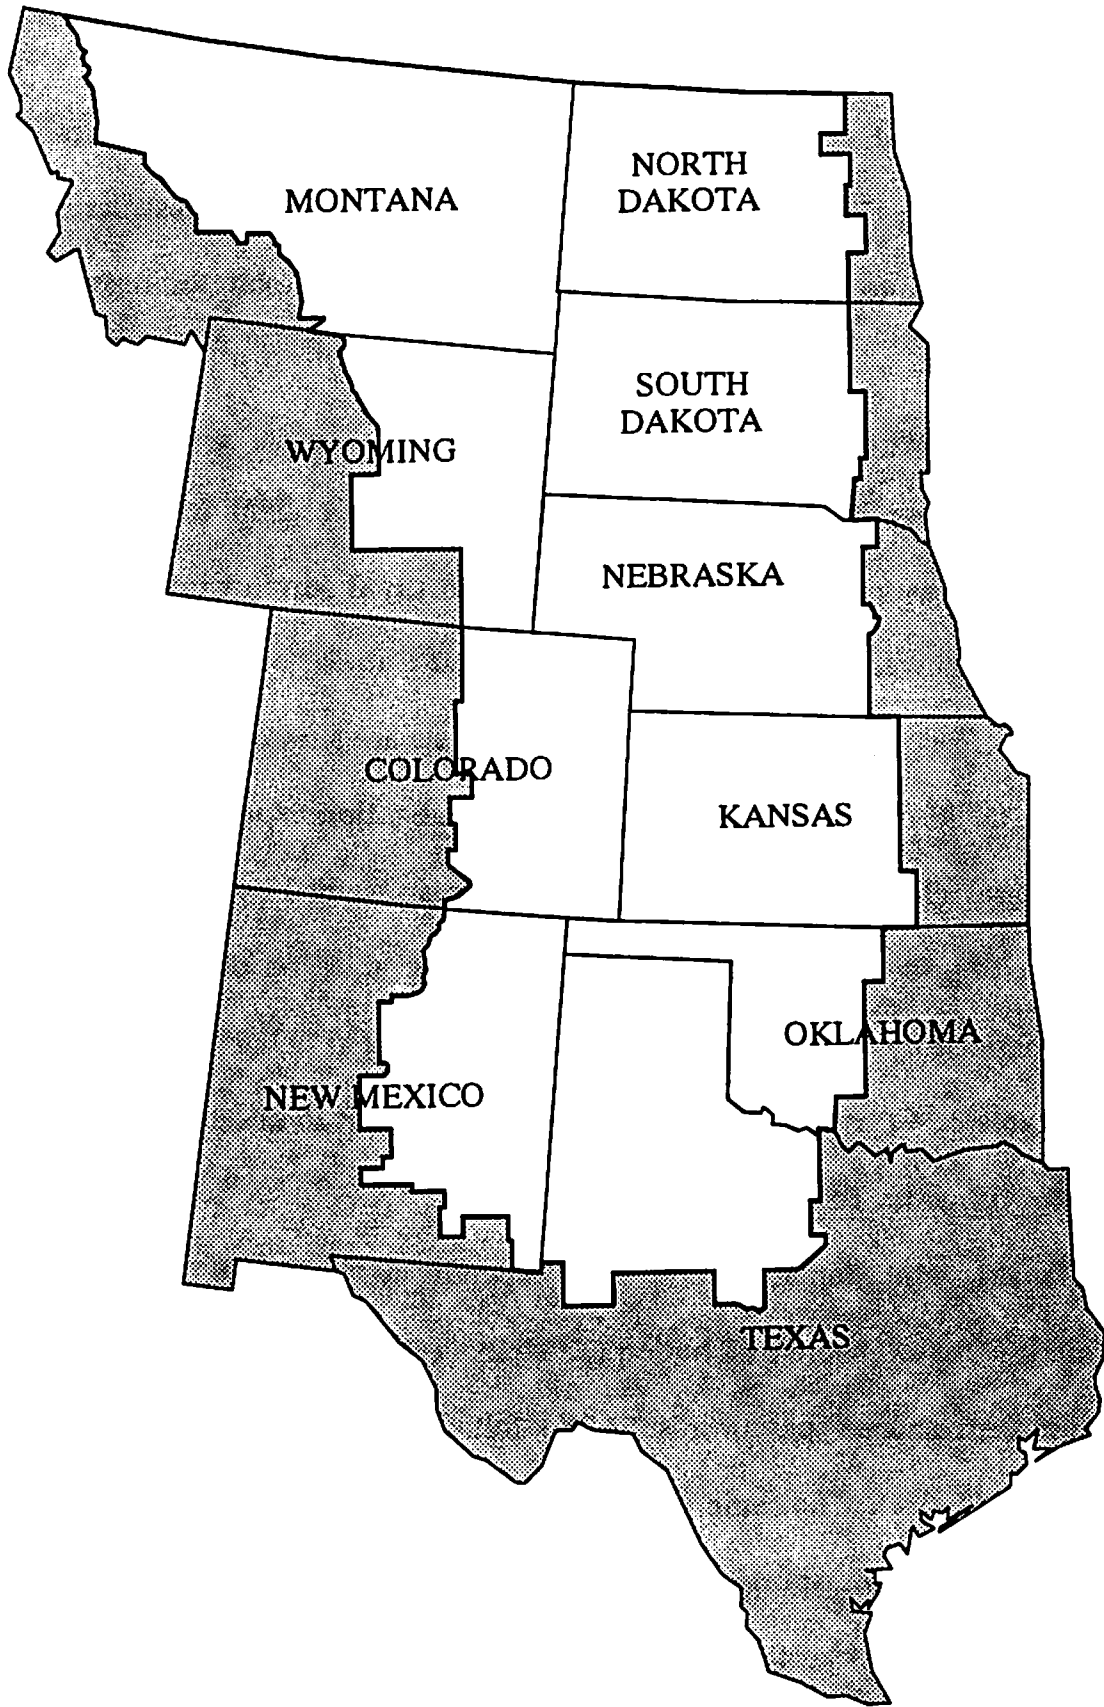 MONTANA
NORTH
DAKOTA
SOUTH
DAKOTA
WYOMING
NEBRASKA
COLORADO
KANSAS
OKLAHOMA
NEW MEXICO
TEXAS